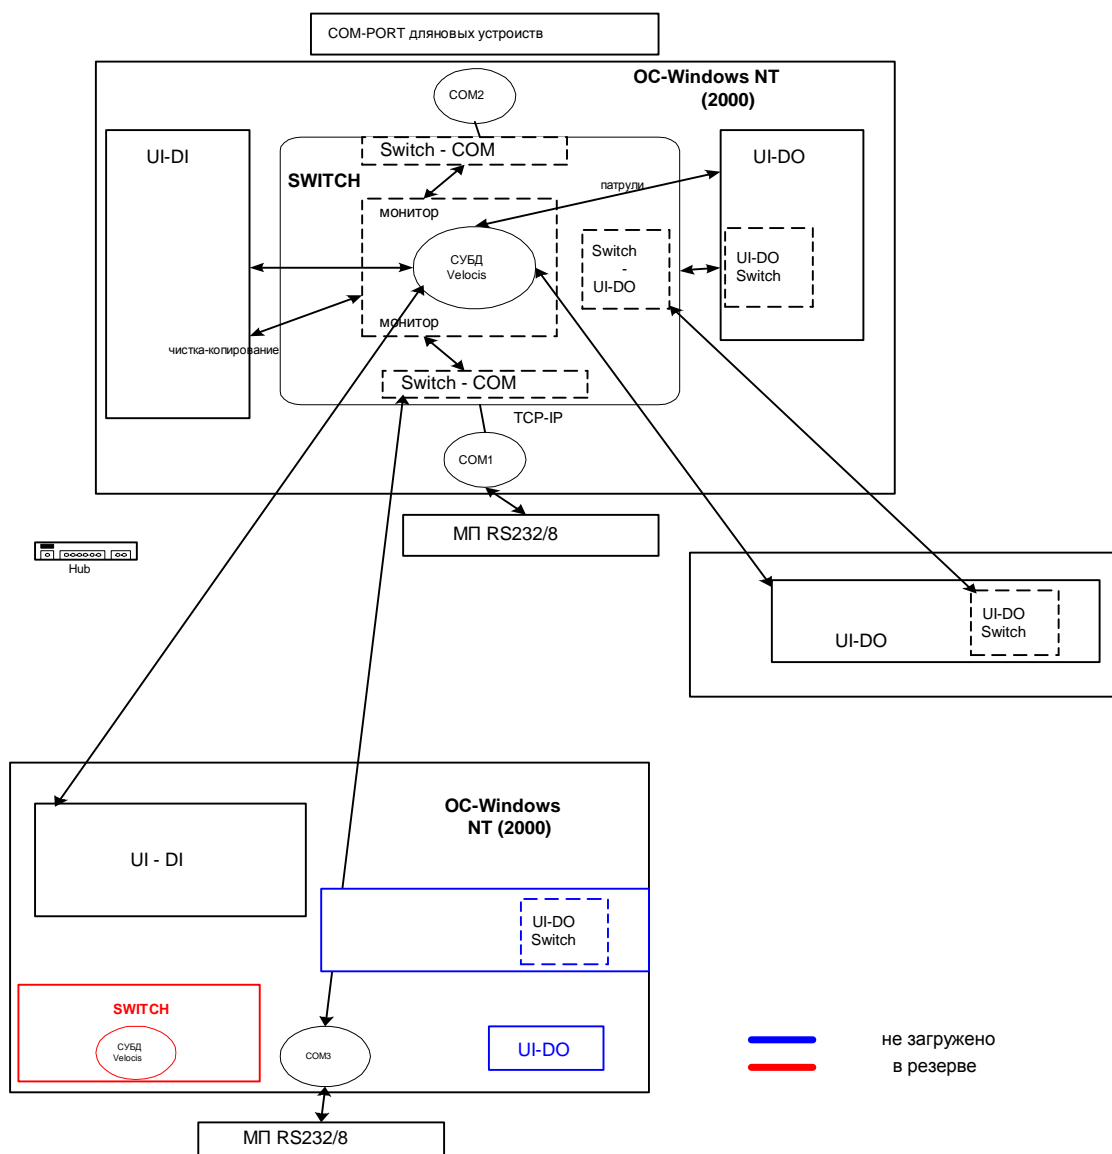 COM-PORT дляновых устроиств
ОС-Windows NT
(2000)
COM2
UI-DI
Switch - COM
UI-DO
SWITCH
патрули
монитор
СУБД
Velocis
Switch
-
UI-DO
UI-DO
Switch
монитор
чистка-копирование
Switch - COM
TCP-IP
COM1
МП RS232/8
Hub
UI-DO
Switch
UI-DO
ОС-Windows
NT (2000)
UI - DI
UI-DO
Switch
SWITCH
СУБД
Velocis
COM3
UI-DO
не загружено
в резерве
МП RS232/8